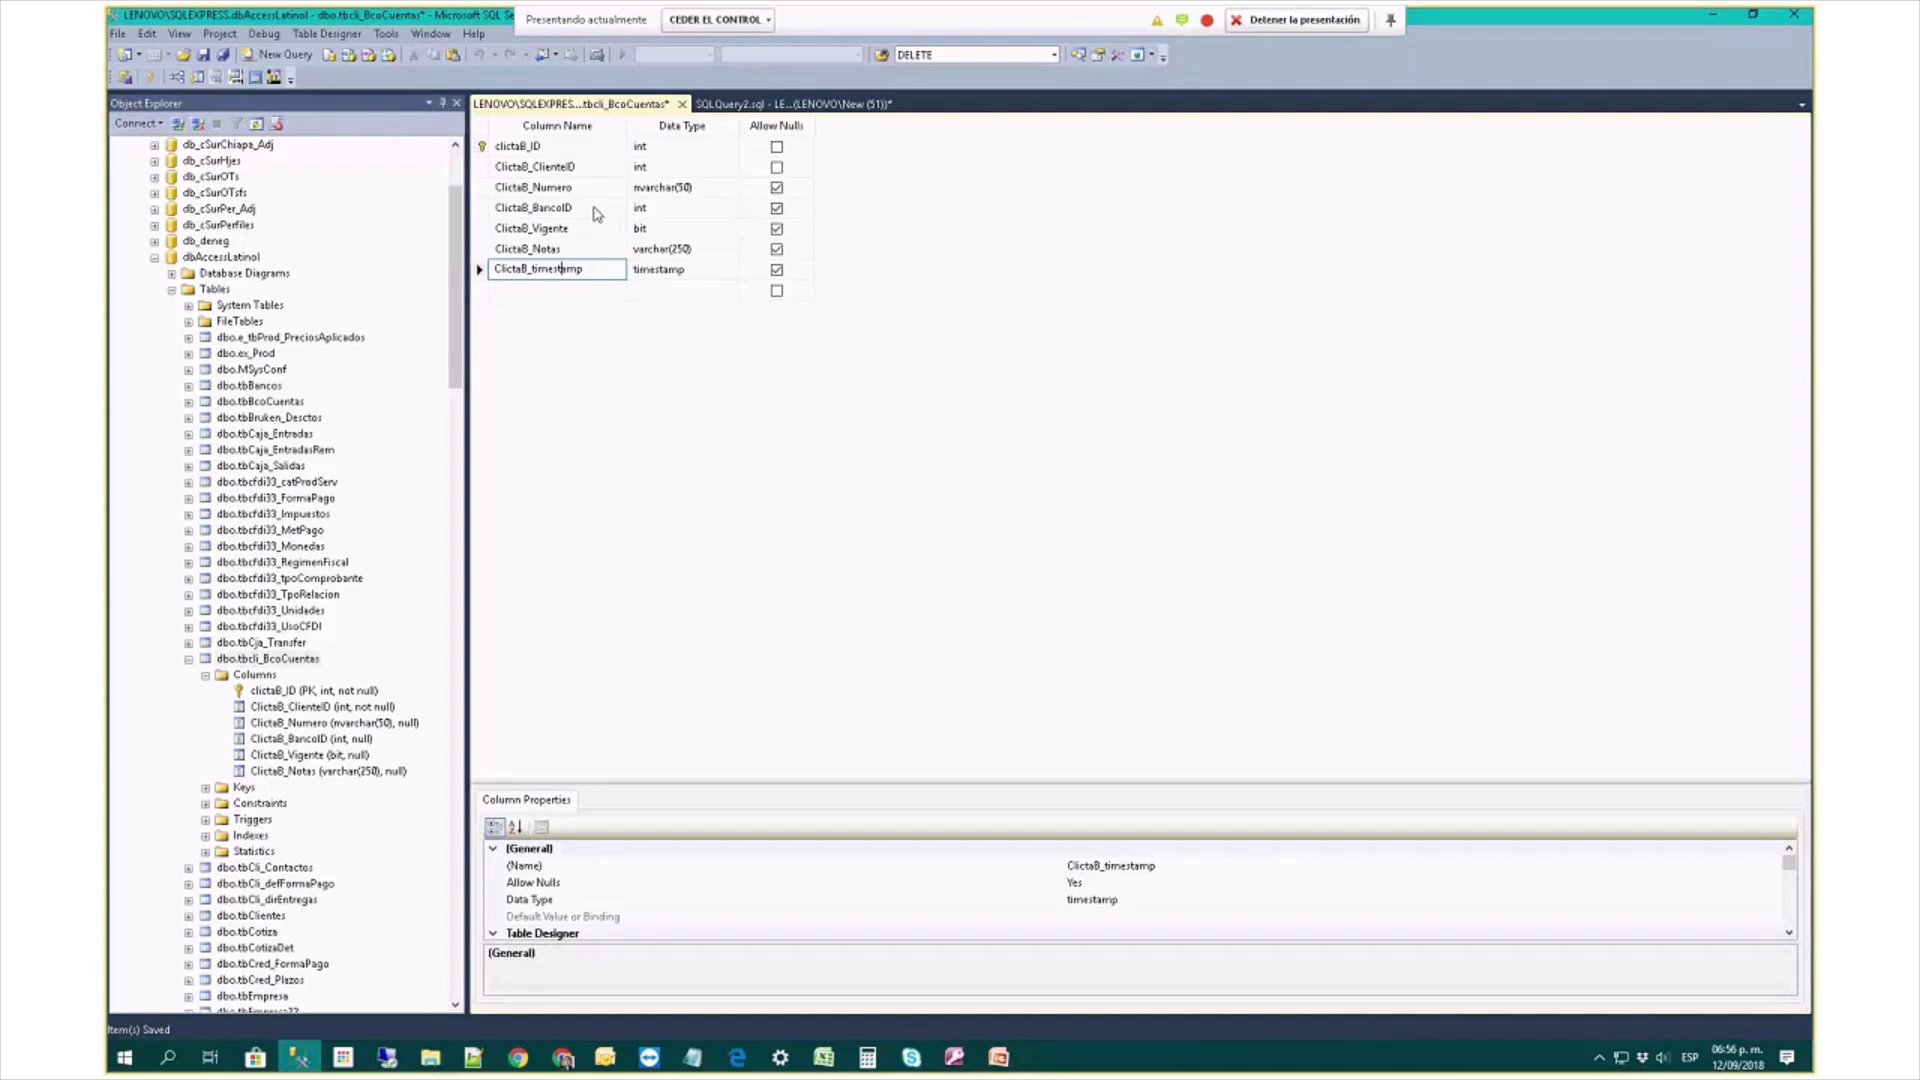 LENOVO\SQLEXPRESS.dbAccessLatinol - dbo.tbcli_BcoCuentas* - Microsoft SQL Se
Presentando actualmente
CEDER EL CONTROL
Detener la presentación
File Edit View Project Debug Table Designer Tools Window Help
New Query
DELETE
Object Explorer
LENOVO\SQLEXPRES...tbcli_BcoCuentas*
SQLQuery2.sql - LE...(LENOVO\New (51))*
Connect
Column Name Data Type Allow Nulls
clictaB_ID int
ClictaB_ClienteID int
ClictaB_Numero nvarchar(50)
ClictaB_BancoID int
ClictaB_Vigente bit
ClictaB_Notas varchar(250)
ClictaB_timestamp timestamp
db_cSurChiapa_Adj
db_cSurHjes
db_cSurOTs
db_cSurOTsfs
db_cSurPer_Adj
db_cSurPerfiles
db_deneg
dbAccessLatinol
Database Diagrams
Tables
System Tables
FileTables
dbo.e_tbProd_PreciosAplicados
dbo.ex_Prod
dbo.MSysConf
dbo.tbBancos
dbo.tbBcoCuentas
dbo.tbBruken_Desctos
dbo.tbCaja_Entradas
dbo.tbCaja_EntradasRem
dbo.tbCaja_Salidas
dbo.tbcfdi33_catProdServ
dbo.tbcfdi33_FormaPago
dbo.tbcfdi33_Impuestos
dbo.tbcfdi33_MetPago
dbo.tbcfdi33_Monedas
dbo.tbcfdi33_RegimenFiscal
dbo.tbcfdi33_tpoComprobante
dbo.tbcfdi33_TpoRelacion
dbo.tbcfdi33_Unidades
dbo.tbcfdi33_UsoCFDI
dbo.tbCja_Transfer
dbo.tbcli_BcoCuentas
Columns
clictaB_ID (PK, int, not null)
ClictaB_ClienteID (int, not null)
ClictaB_Numero (nvarchar(50), null)
ClictaB_BancoID (int, null)
ClictaB_Vigente (bit, null)
ClictaB_Notas (varchar(250), null)
Keys
Constraints
Triggers
Indexes
Statistics
dbo.tbCli_Contactos
dbo.tbCli_defFormaPago
dbo.tbCli_dirEntregas
dbo.tbClientes
dbo.tbCotiza
dbo.tbCotizaDet
dbo.tbCred_FormaPago
dbo.tbCred_Plazos
dbo.tbEmpresa
dbo.tbEmpresa33
Column Properties
(General)
(Name) ClictaB_timestamp
Allow Nulls Yes
Data Type timestamp
Default Value or Binding
Table Designer
(General)
Item(s) Saved
ESP
06:56 p. m.
12/09/2018